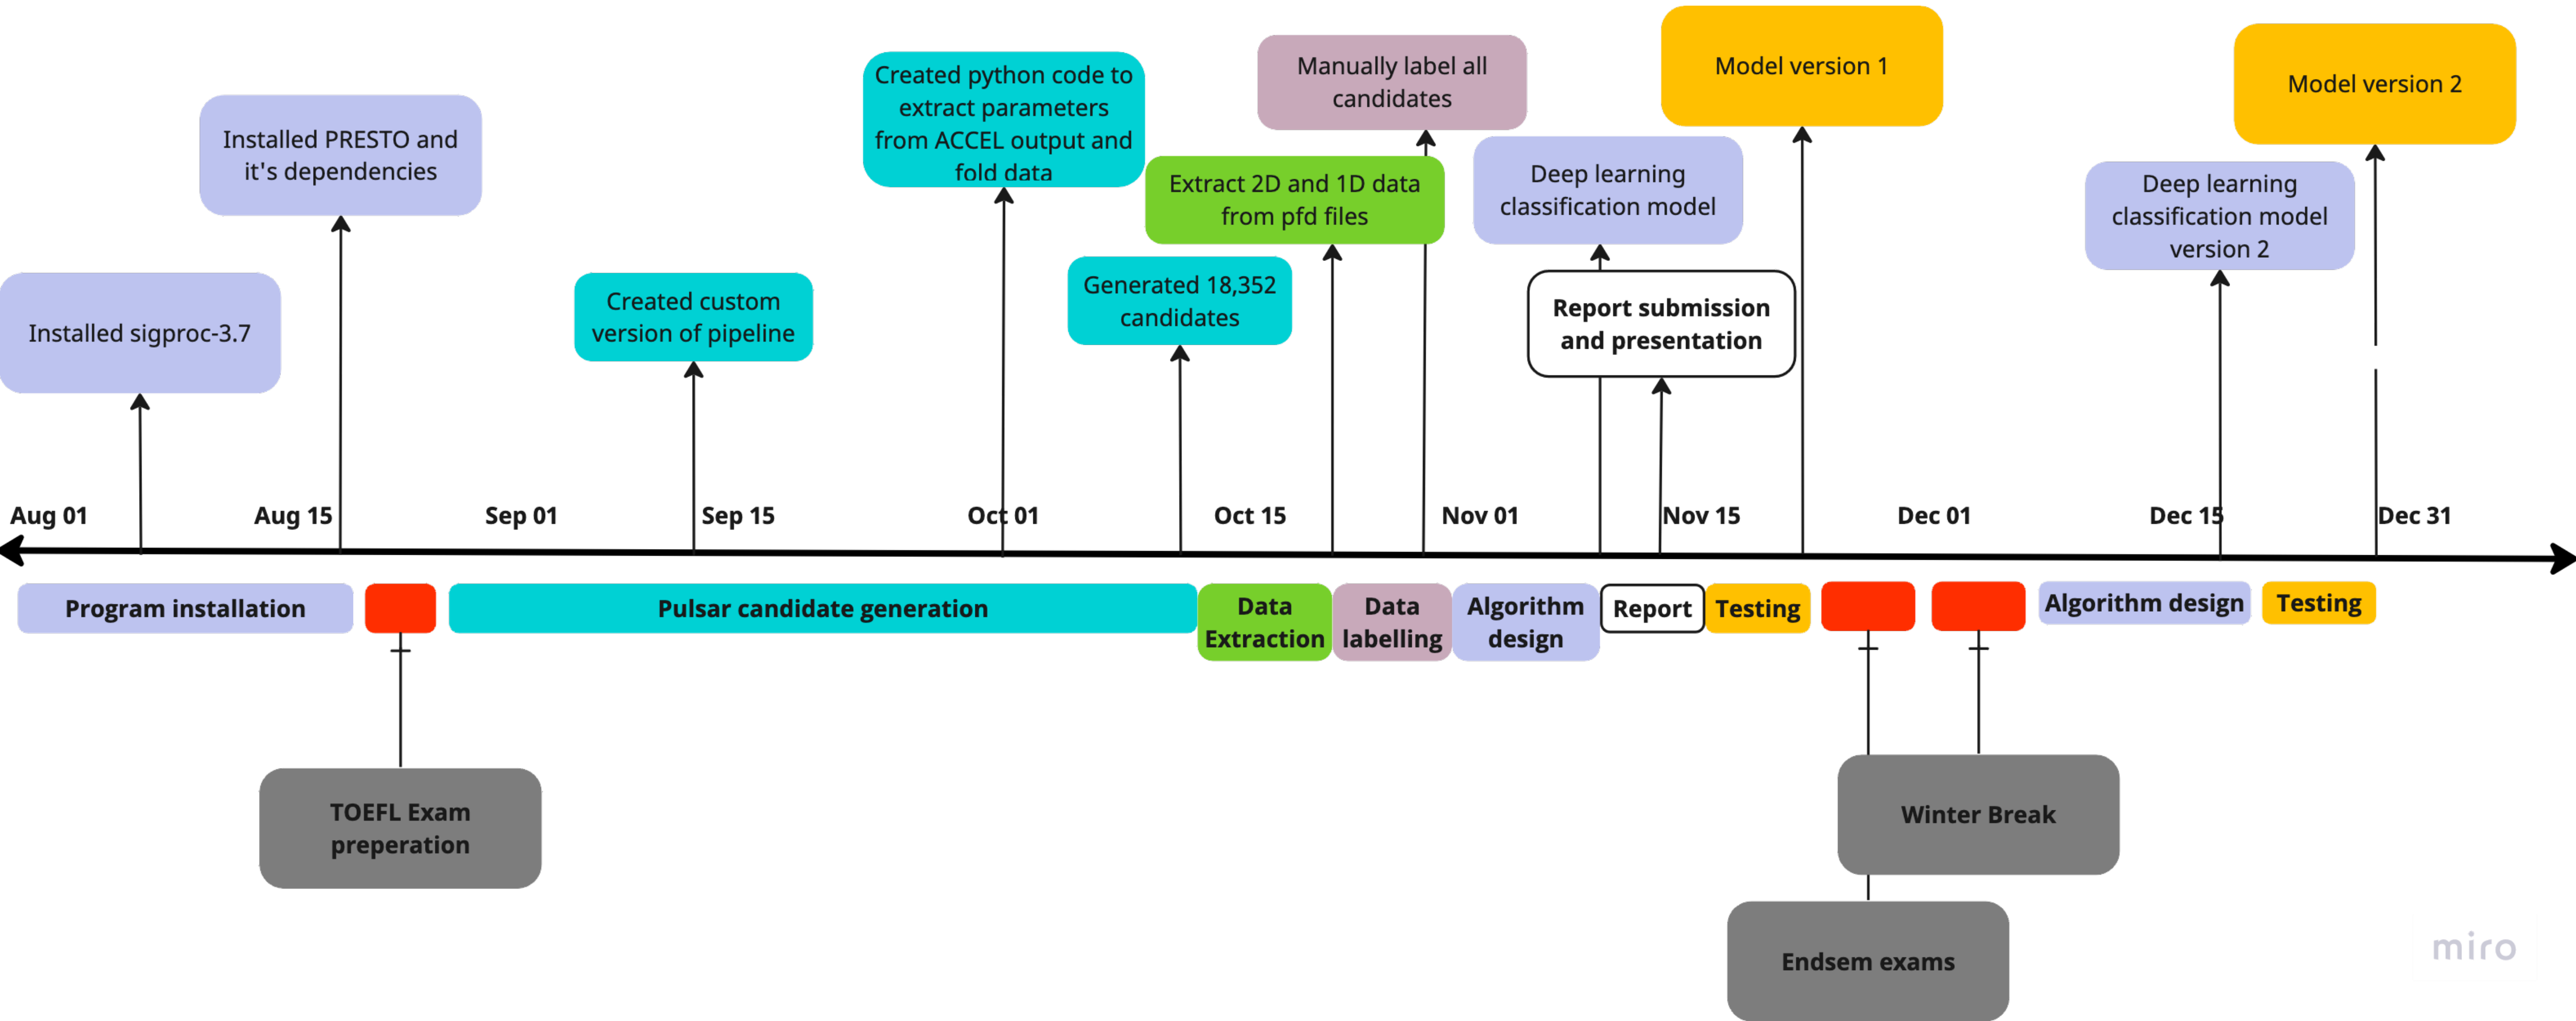 Model version 1
Model version 2
Manually label all
candidates
Created python code to
extract parameters
from ACCEL output and
fold data
Installed PRESTO and
it's dependencies
Extract 2D and 1D data
from pfd files
Deep learning
classification model
Deep learning
classification model
version 2
Installed sigproc-3.7
Created custom
version of pipeline
Generated 18,352
candidates
Report submission
and presentation
Aug 01
Aug 15
Sep 01
Sep 15
Oct 01
Oct 15
Nov 01
Nov 15
Dec 01
Dec 15
Dec 31
Program installation
Pulsar candidate generation
Data
Extraction
Data
labelling
Algorithm
design
Report
Testing
Algorithm design
Testing
TOEFL Exam
preperation
Winter Break
Endsem exams
miro